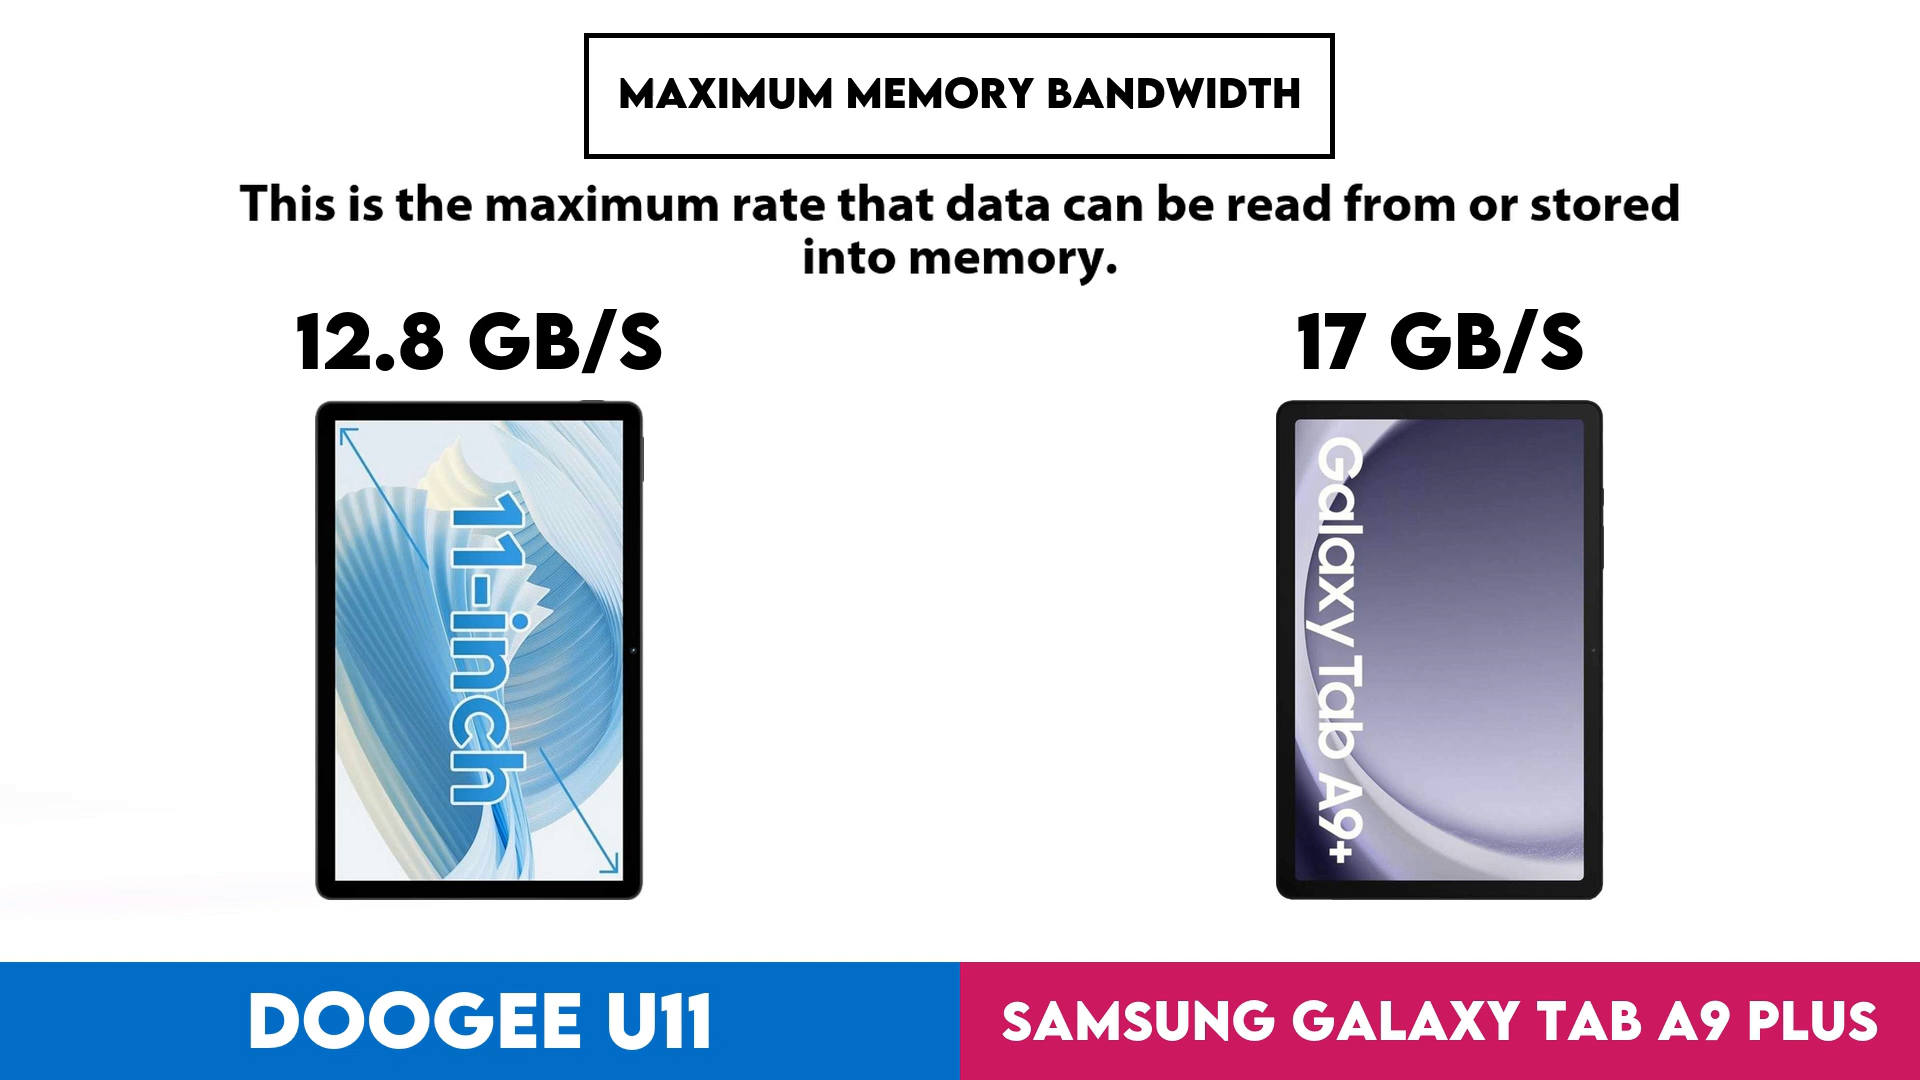 MAXIMUM MEMORY BANDWIDTH
This is the maximum rate that data can be read from or stored
into memory.
12.8 GB/S
17 GB/S
11-inch
Galaxy Tab A9+
DOOGEE U11
SAMSUNG GALAXY TAB A9 PLUS